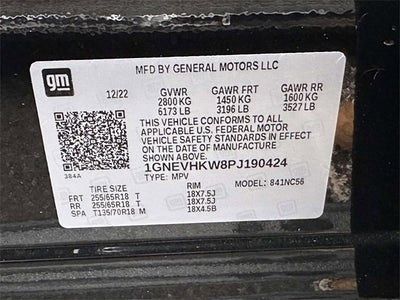 gm
MFD BY GENERAL MOTORS LLC
12/22 GVWR GAWR FRT GAWR RR
2800 KG 1450 KG 1600 KG
6173 LB 3196 LB 3527 LB
THIS VEHICLE CONFORMS TO ALL
APPLICABLE U.S. FEDERAL MOTOR
VEHICLE SAFETY STANDARDS IN EFFECT
ON THE DATE OF MANUFACTURE SHOWN ABOVE.
384A 1GNEVHKW8PJ190424
TYPE: MPV MODEL: 841NC56
TIRE SIZE RIM
FRT 255/65R18 T 18X7.5J
RR 255/65R18 T 18X7.5J
SPA T135/70R18 M 18X4.5B